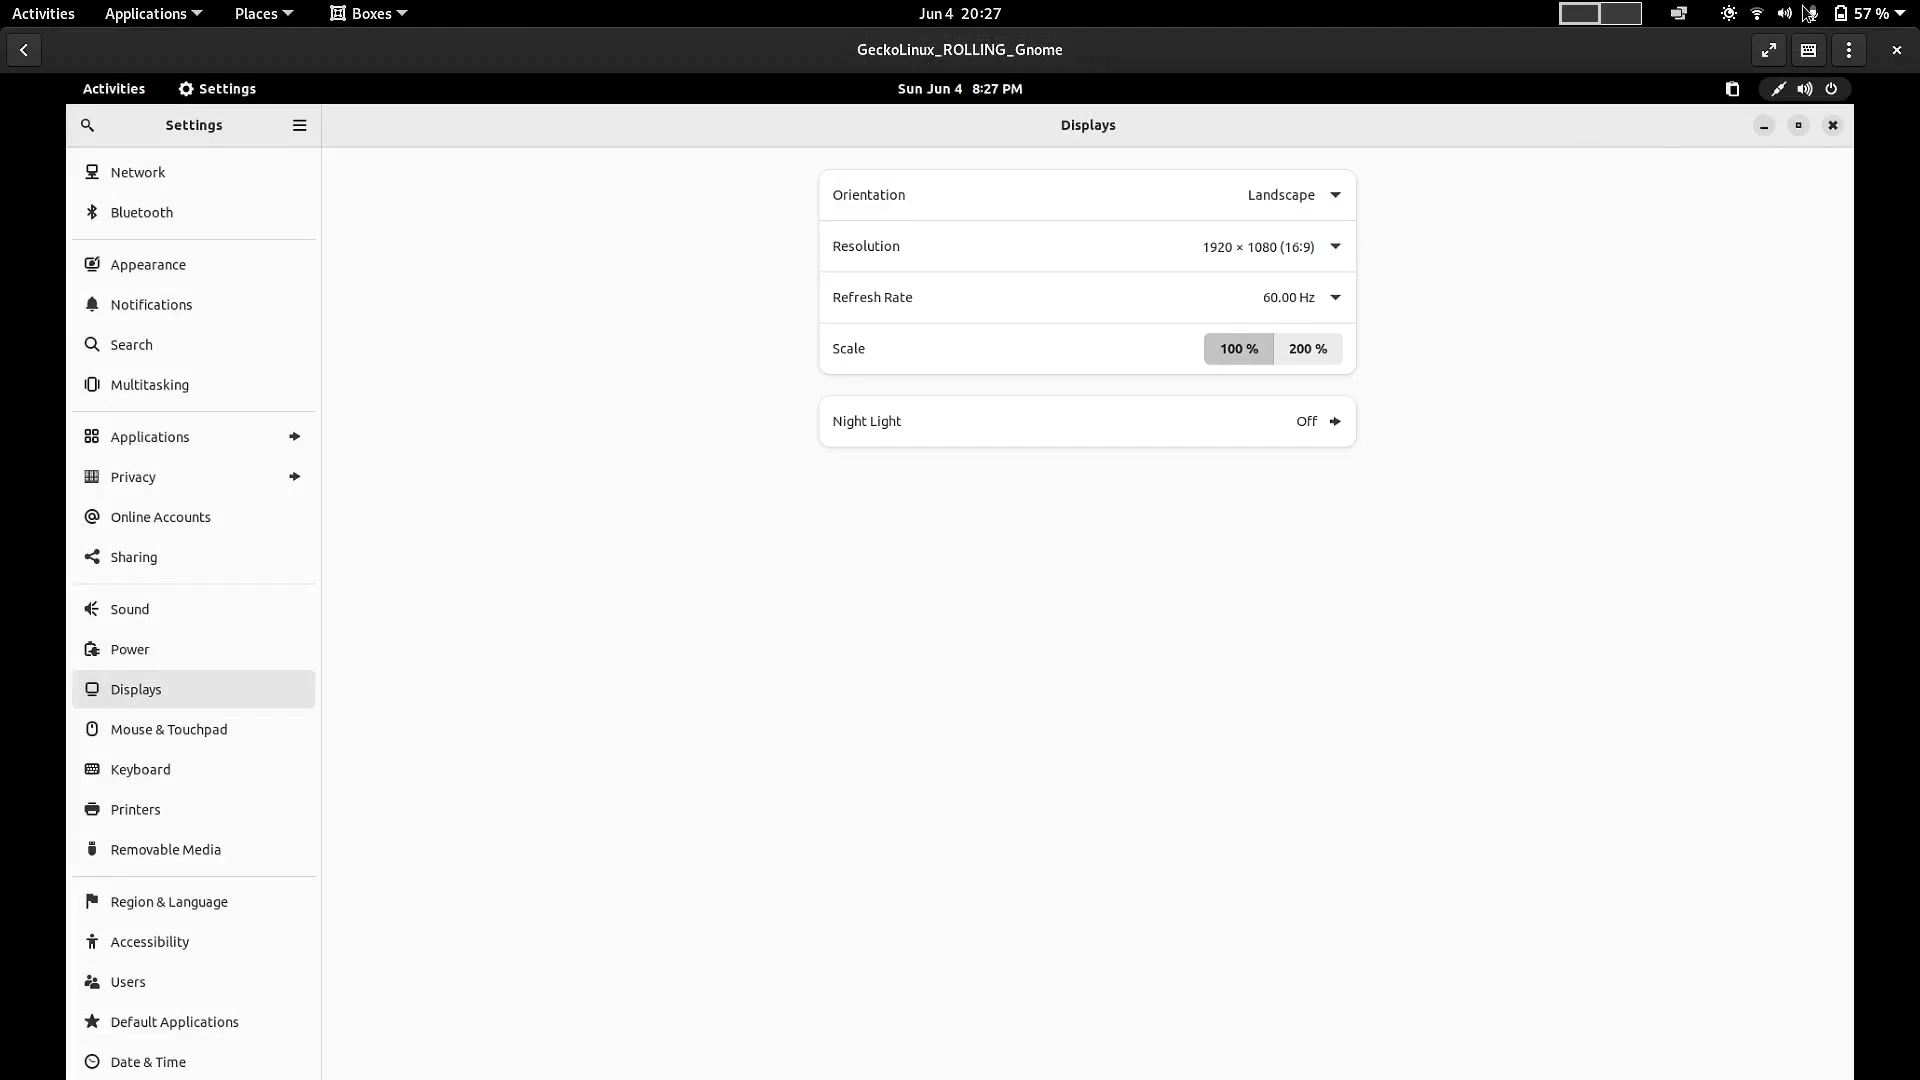 Activities Applications Places Boxes Jun 4 20:27 57 %
GeckoLinux_ROLLING_Gnome
Activities Settings Sun Jun 4 8:27 PM
Settings
Displays
Network
Bluetooth
Appearance
Notifications
Search
Multitasking
Applications
Privacy
Online Accounts
Sharing
Sound
Power
Displays
Mouse & Touchpad
Keyboard
Printers
Removable Media
Region & Language
Accessibility
Users
Default Applications
Date & Time
Orientation Landscape
Resolution 1920 × 1080 (16:9)
Refresh Rate 60.00 Hz
Scale 100 % 200 %
Night Light Off